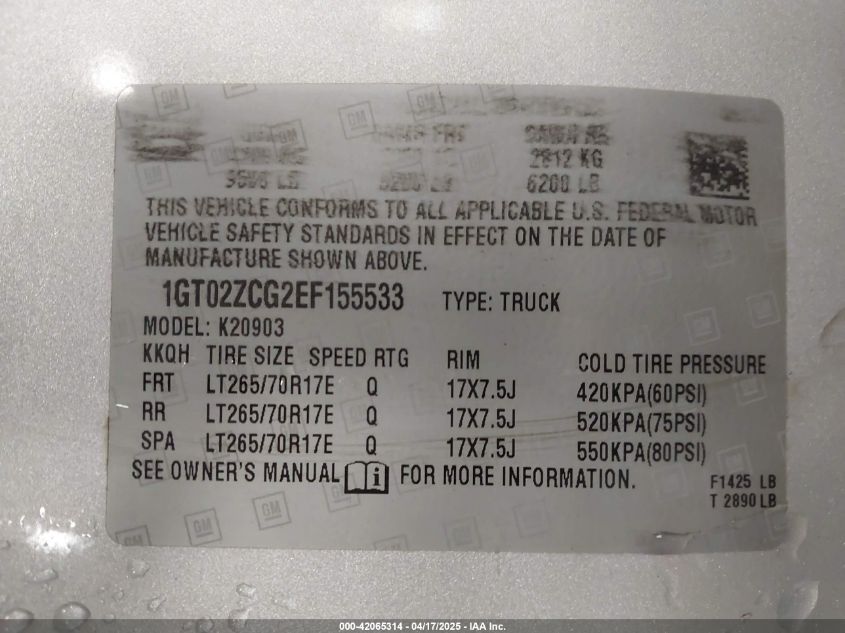 GM
2812 KG
6200 LB
THIS VEHICLE CONFORMS TO ALL APPLICABLE U.S. FEDERAL MOTOR
VEHICLE SAFETY STANDARDS IN EFFECT ON THE DATE OF
MANUFACTURE SHOWN ABOVE.
1GT02ZCG2EF155533 TYPE: TRUCK
MODEL: K20903
KKQH TIRE SIZE SPEED RTG RIM COLD TIRE PRESSURE
FRT LT265/70R17E Q 17X7.5J 420KPA(60PSI)
RR LT265/70R17E Q 17X7.5J 520KPA(75PSI)
SPA LT265/70R17E Q 17X7.5J 550KPA(80PSI)
SEE OWNER'S MANUAL FOR MORE INFORMATION.
F1425 LB
T 2890LB
000-42065314 - 04/17/2025 - IAA Inc.